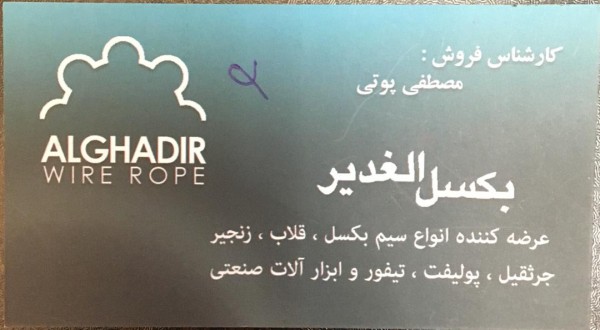 کارشناس فروش :
مصطفی پوتی
ALGHADIR
WIRE ROPE
بکسل الغدیر
عرضه کننده انواع سیم بکسل ، قلاب ، زنجیر
جرثقیل ، پولیفت ، تیفور و ابزار آلات صنعتی